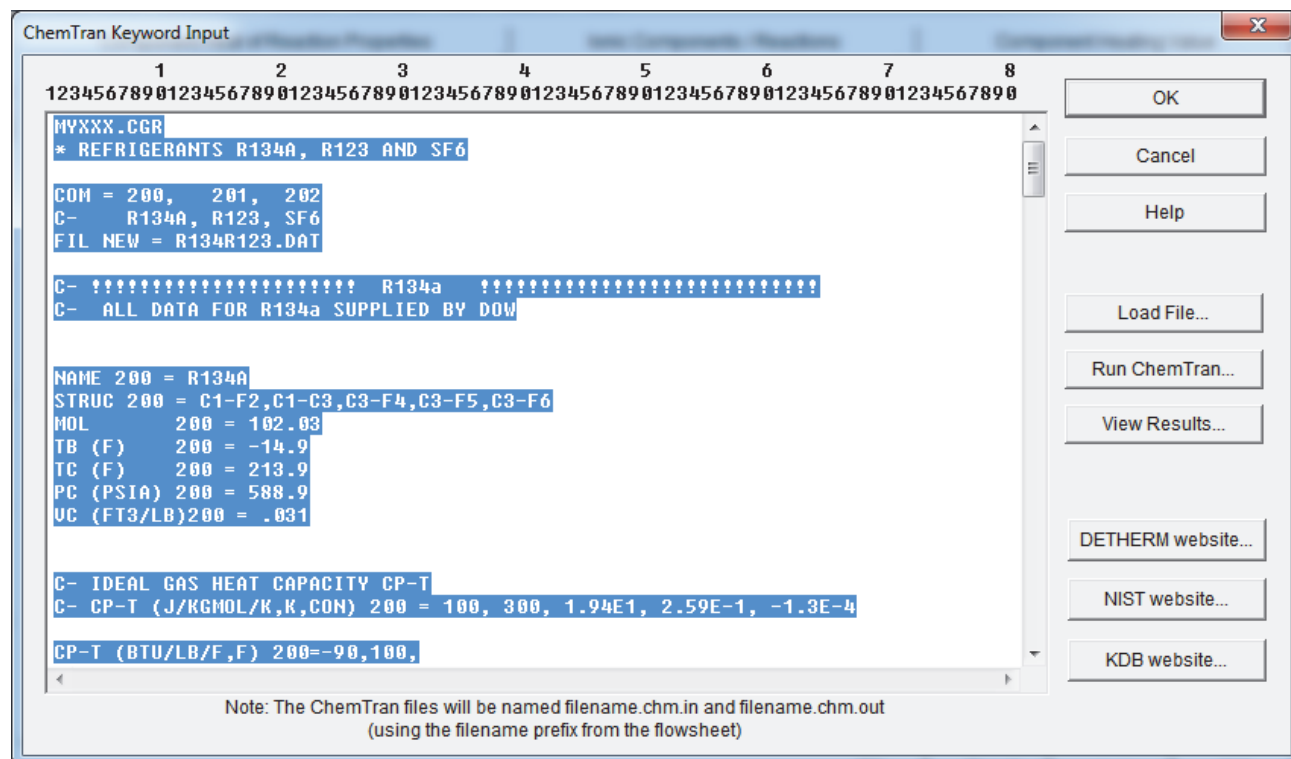 ChemTran Keyword Input
1 2 3 4 5 6 7 8
12345678901234567890123456789012345678901234567890123456789012345678901234567890
MYXXX.CGR
* REFRIGERANTS R134A, R123 AND SF6
COM = 200,   201,  202
C-    R134A, R123, SF6
FIL NEW = R134R123.DAT
C- !!!!!!!!!!!!!!!!!!!!!!  R134a   !!!!!!!!!!!!!!!!!!!!!!!!!!!!
C-  ALL DATA FOR R134a SUPPLIED BY DOW
NAME 200 = R134A
STRUC 200 = C1-F2,C1-C3,C3-F4,C3-F5,C3-F6
MOL       200 = 102.03
TB (F)    200 = -14.9
TC (F)    200 = 213.9
PC (PSIA) 200 = 588.9
VC (FT3/LB)200 = .031
C- IDEAL GAS HEAT CAPACITY CP-T
C- CP-T (J/KGMOL/K,K,CON) 200 = 100, 300, 1.94E1, 2.59E-1, -1.3E-4
CP-T (BTU/LB/F,F) 200=-90,100,
Note: The ChemTran files will be named filename.chm.in and filename.chm.out
(using the filename prefix from the flowsheet)
OK
Cancel
Help
Load File...
Run ChemTran...
View Results...
DETHERM website...
NIST website...
KDB website...